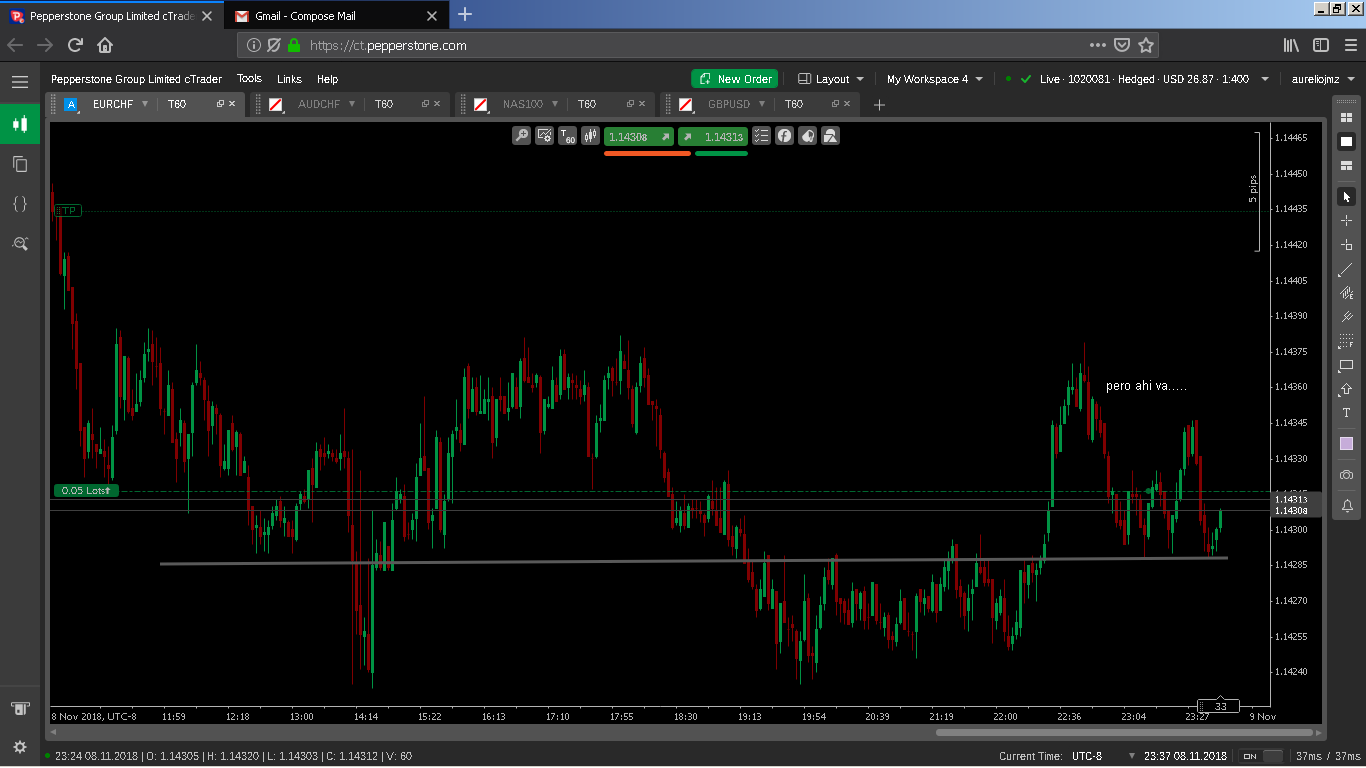 Pepperstone Group Limited cTrade
Gmail - Compose Mail
https://ct.pepperstone.com
Pepperstone Group Limited cTrader
Tools
Links
Help
New Order
Layout
My Workspace 4
Live · 1020081 · Hedged · USD 26.87 · 1:400
aureliojmz
A
EURCHF
T60
AUDCHF
T60
NAS100
T60
GBPUSD
T60
T60
1.14308
1.14313
5 pips
TP
pero ahi va.....
0.05 Lots
1.14465
1.14450
1.14435
1.14420
1.14405
1.14390
1.14375
1.14360
1.14345
1.14330
1.14313
1.14308
1.14300
1.14285
1.14270
1.14255
1.14240
33
8 Nov 2018, UTC-8
11:59
12:18
13:00
14:14
15:22
16:13
17:10
17:55
18:30
19:13
19:54
20:39
21:19
22:00
22:36
23:04
23:27
9 Nov
E
F
T
23:24 08.11.2018 | O: 1.14305 | H: 1.14320 | L: 1.14303 | C: 1.14312 | V: 60
Current Time:
UTC-8
23:37 08.11.2018
ON
37ms / 37ms